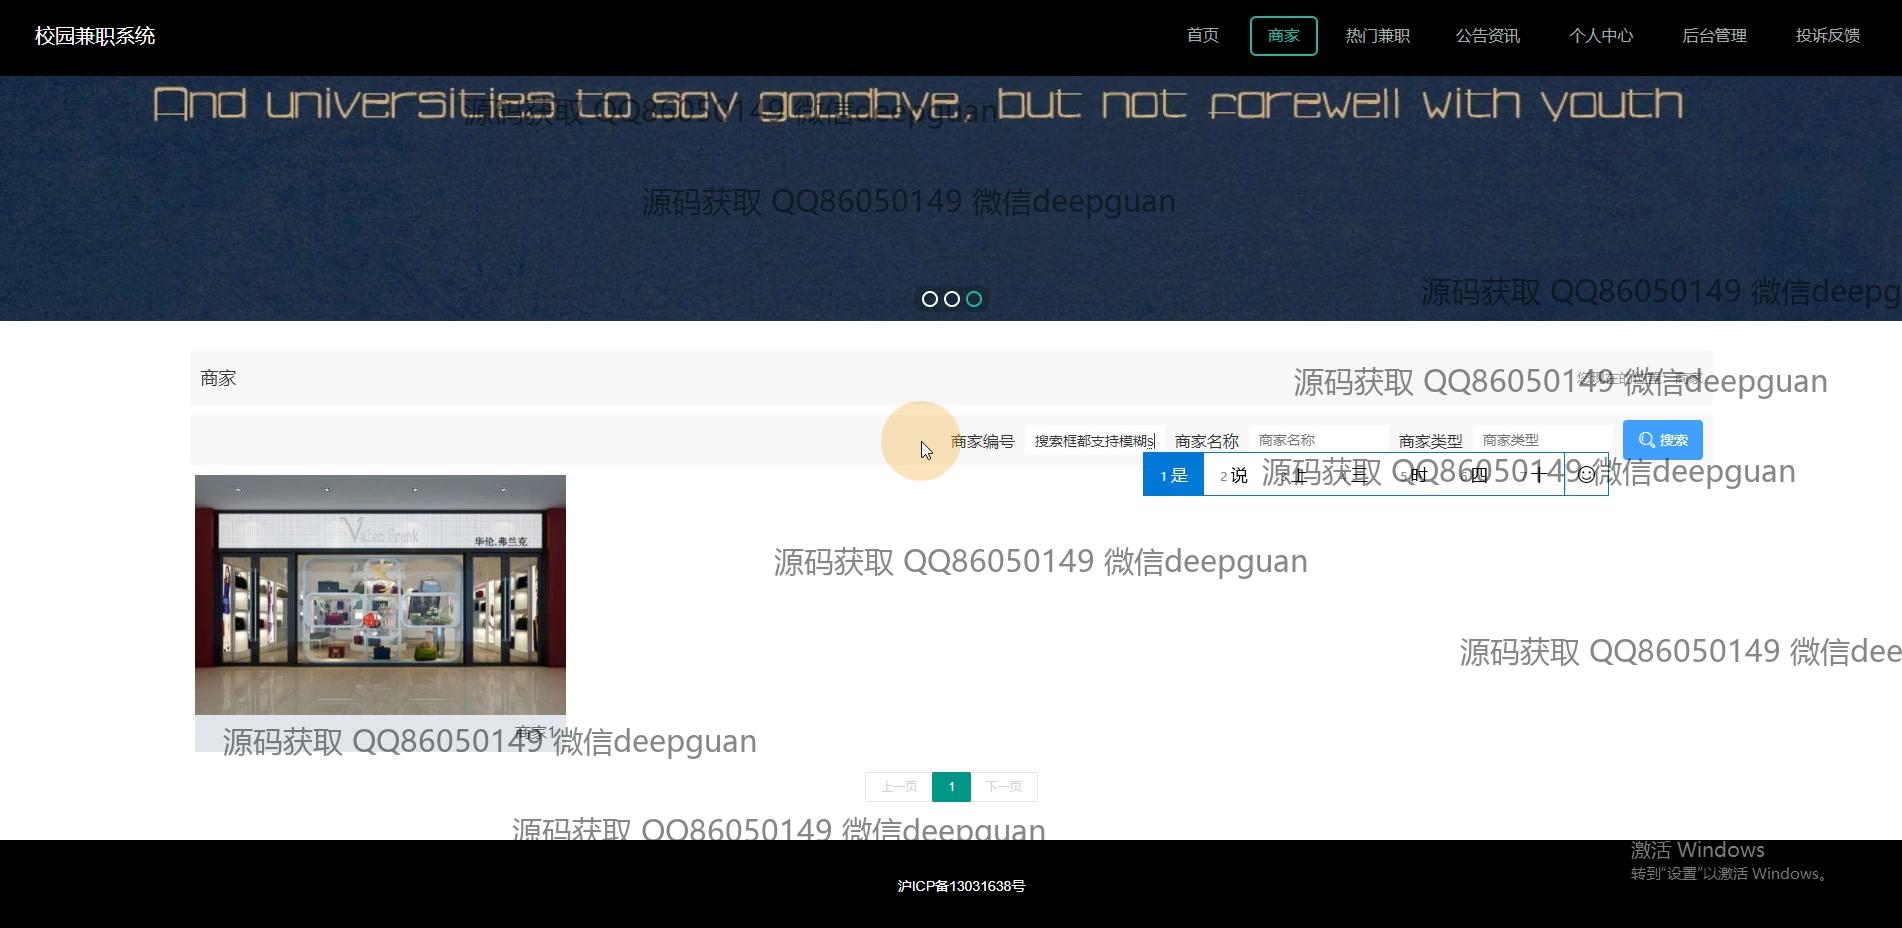 校园兼职系统
首页
商家
热门兼职
公告资讯
个人中心
后台管理
投诉反馈
And universities to say goodbye, but not farewell with youth
源码获取 QQ86050149 微信deepguan
源码获取 QQ86050149 微信deepguan
源码获取 QQ86050149 微信deepg
商家
您现在的位置: 商家
源码获取 QQ86050149 微信deepguan
商家编号 搜索框都支持模糊s 商家名称 商家名称 商家类型 商家类型 搜索
1 是 2 说 3 上 4 三 5 时 6 四 7 十
源码获取 QQ86050149 微信deepguan
Valen Frank
华伦.弗兰克
源码获取 QQ86050149 微信deepguan
源码获取 QQ86050149 微信dee
商家1
源码获取 QQ86050149 微信deepguan
上一页 1 下一页
源码获取 QQ86050149 微信deepguan
激活 Windows
转到"设置"以激活 Windows。
沪ICP备13031638号